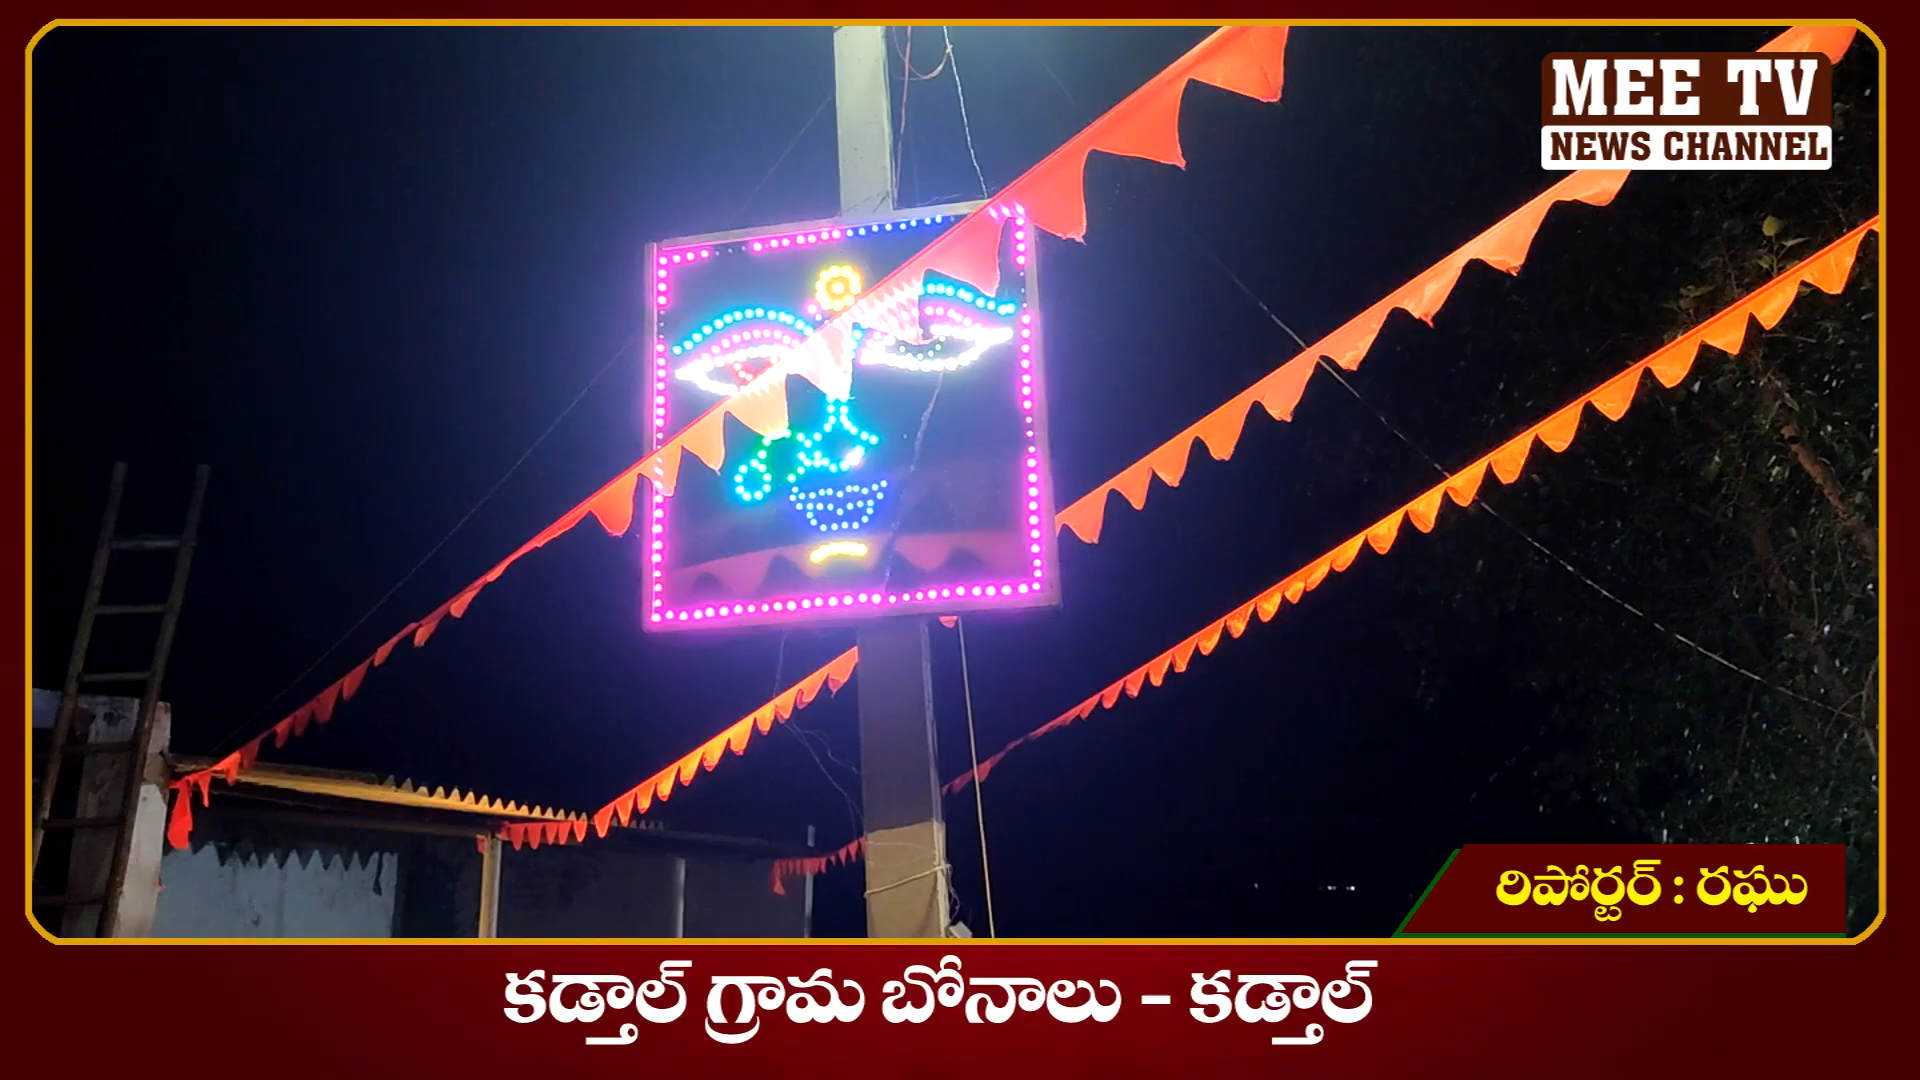 MEE TV
NEWS CHANNEL
రిపోర్టర్ : రఘు
కడ్తాల్ గ్రామ బోనాలు - కడ్తాల్